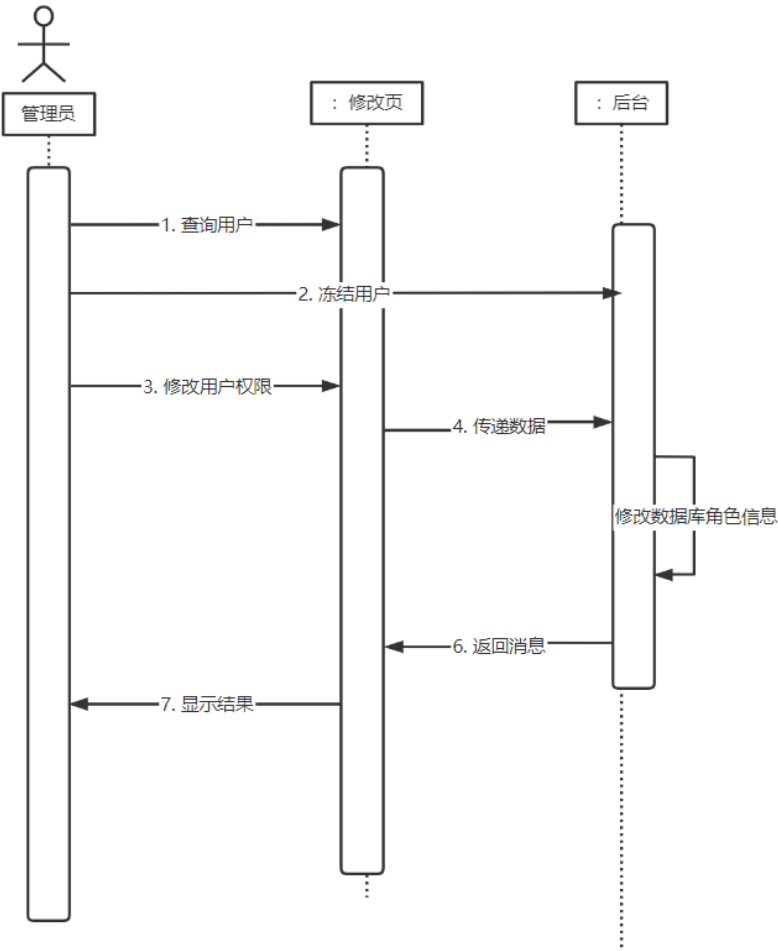 管理员
: 修改页
: 后台
1. 查询用户
2. 冻结用户
3. 修改用户权限
4. 传递数据
修改数据库角色信息
6. 返回消息
7. 显示结果